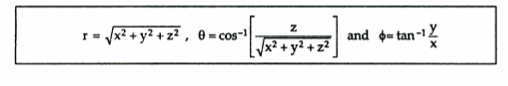 r = √x² + y² + z² , θ = cos⁻¹ [ z / √x² + y² + z² ] and ϕ= tan⁻¹ y/x